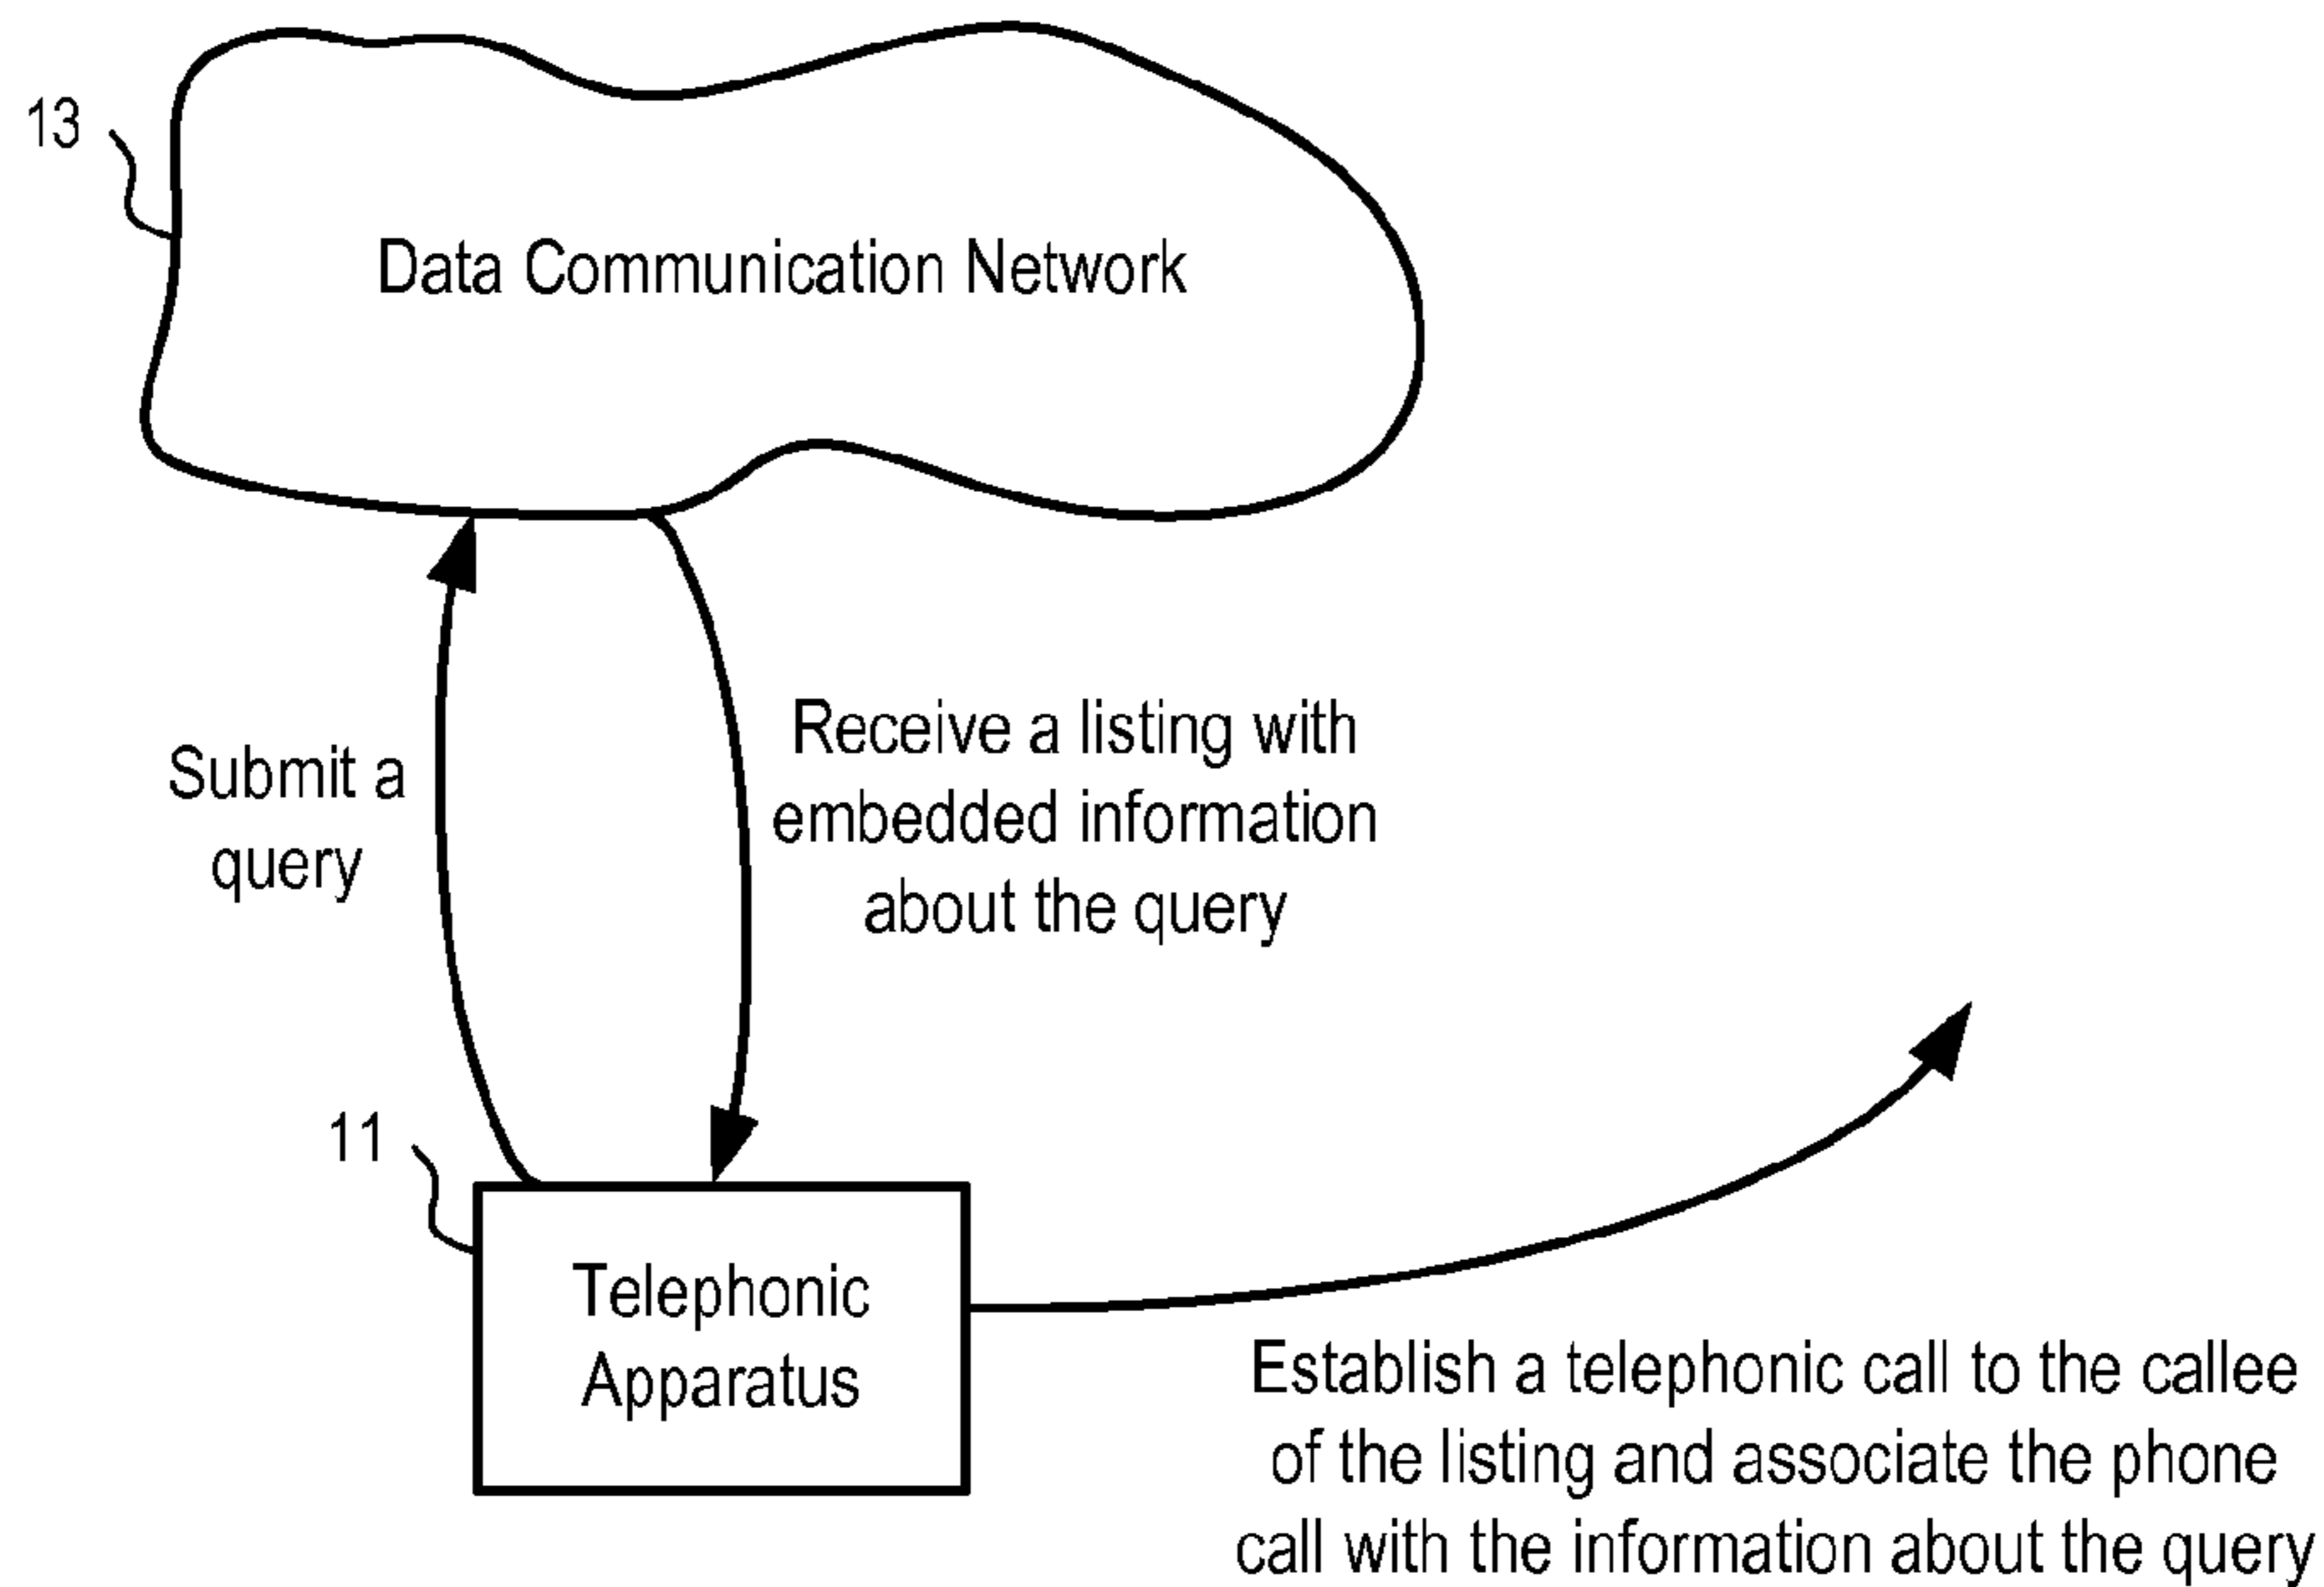 13
Data Communication Network
Submit a
query
Receive a listing with
embedded information
about the query
11
Telephonic
Apparatus
Establish a telephonic call to the callee
of the listing and associate the phone
call with the information about the query